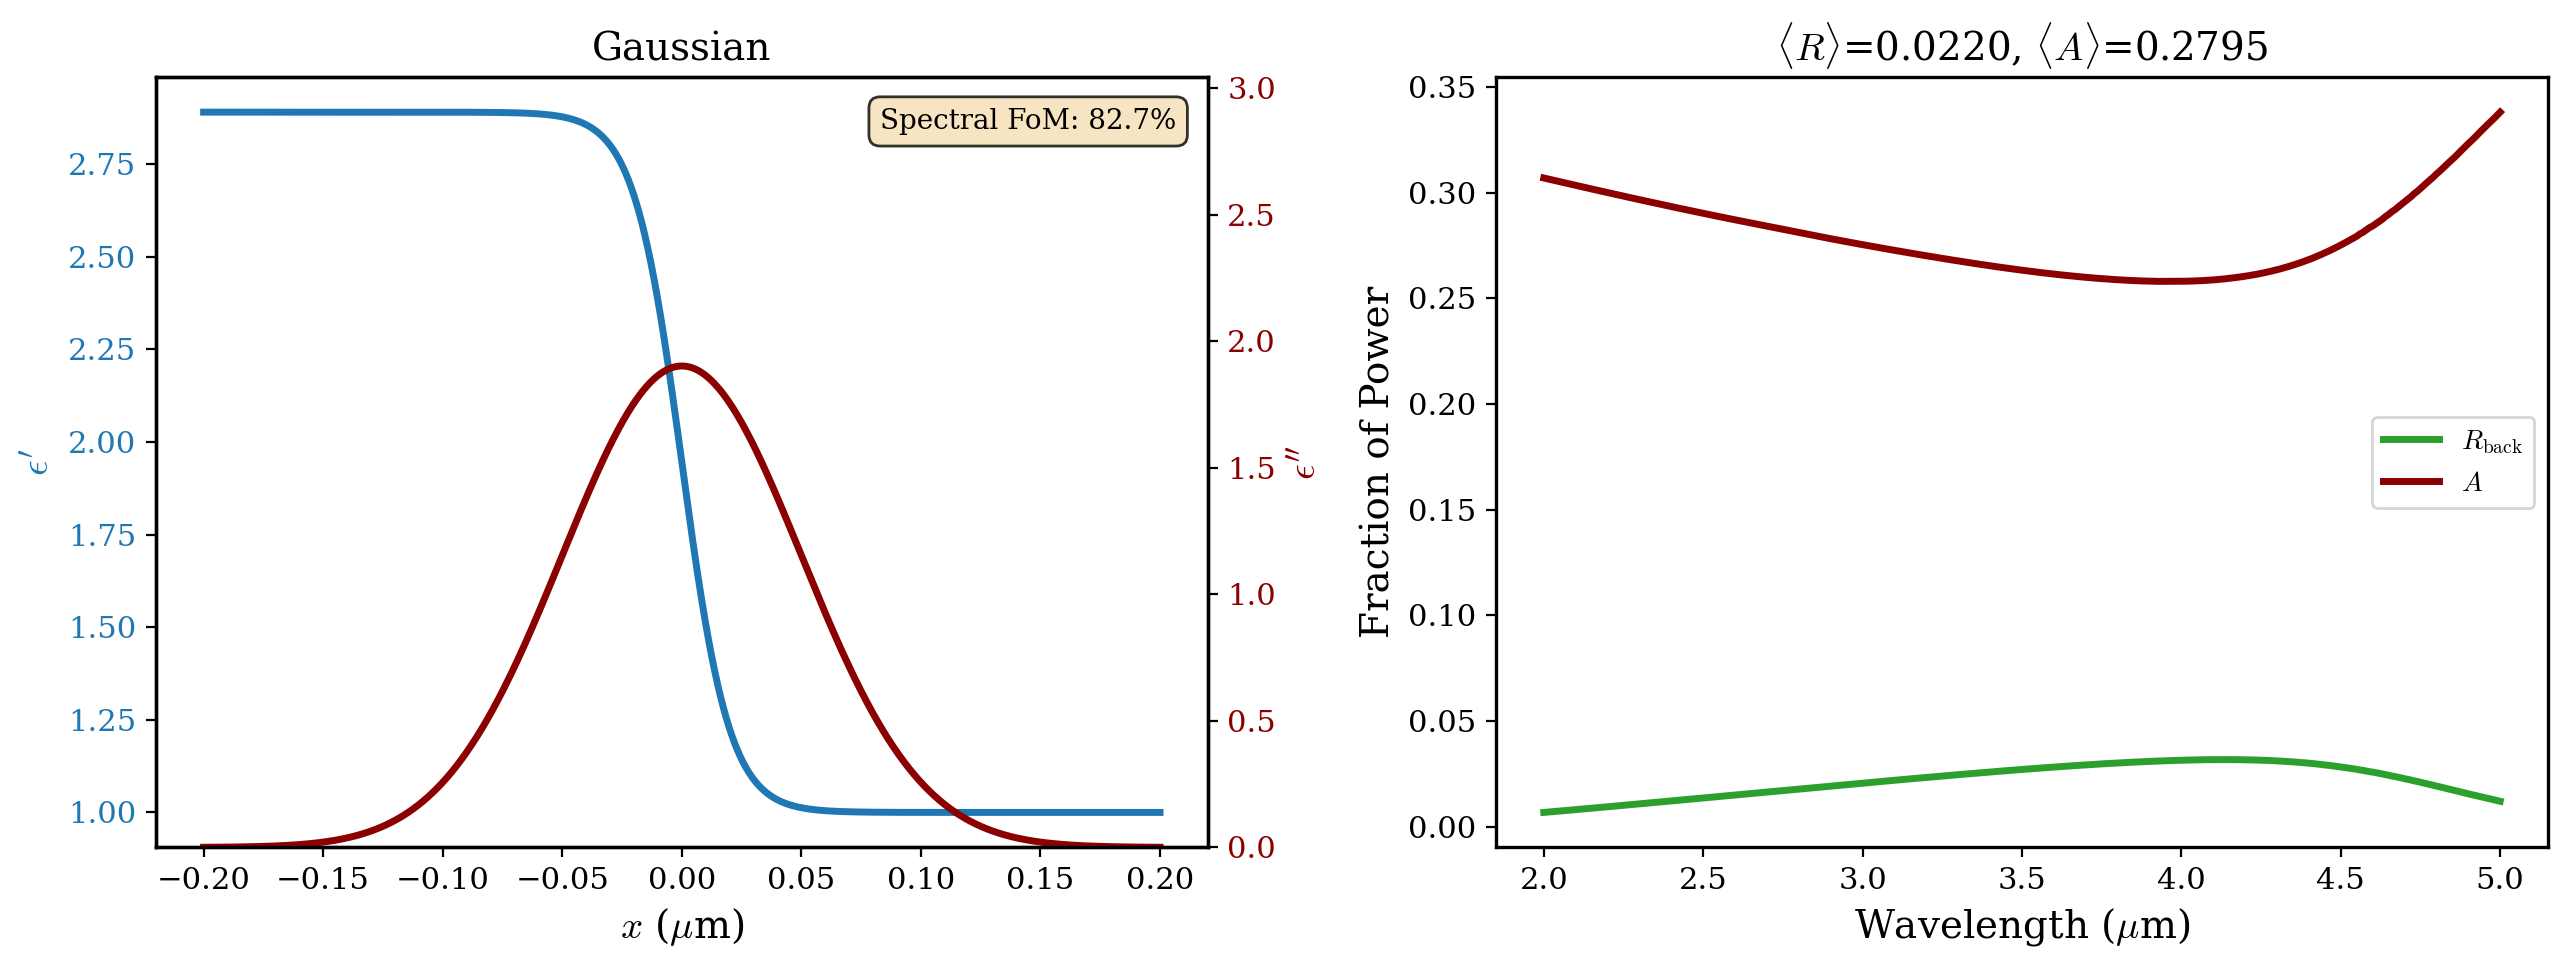 Gaussian
Spectral FoM: 82.7%
2.75
2.50
2.25
2.00
1.75
1.50
1.25
1.00
ϵ′
3.0
2.5
2.0
1.5
1.0
0.5
0.0
ϵ″
−0.20 −0.15 −0.10 −0.05 0.00 0.05 0.10 0.15 0.20
x (μm)
⟨R⟩=0.0220, ⟨A⟩=0.2795
0.35
0.30
0.25
0.20
0.15
0.10
0.05
0.00
Fraction of Power
R_back
A
2.0 2.5 3.0 3.5 4.0 4.5 5.0
Wavelength (μm)